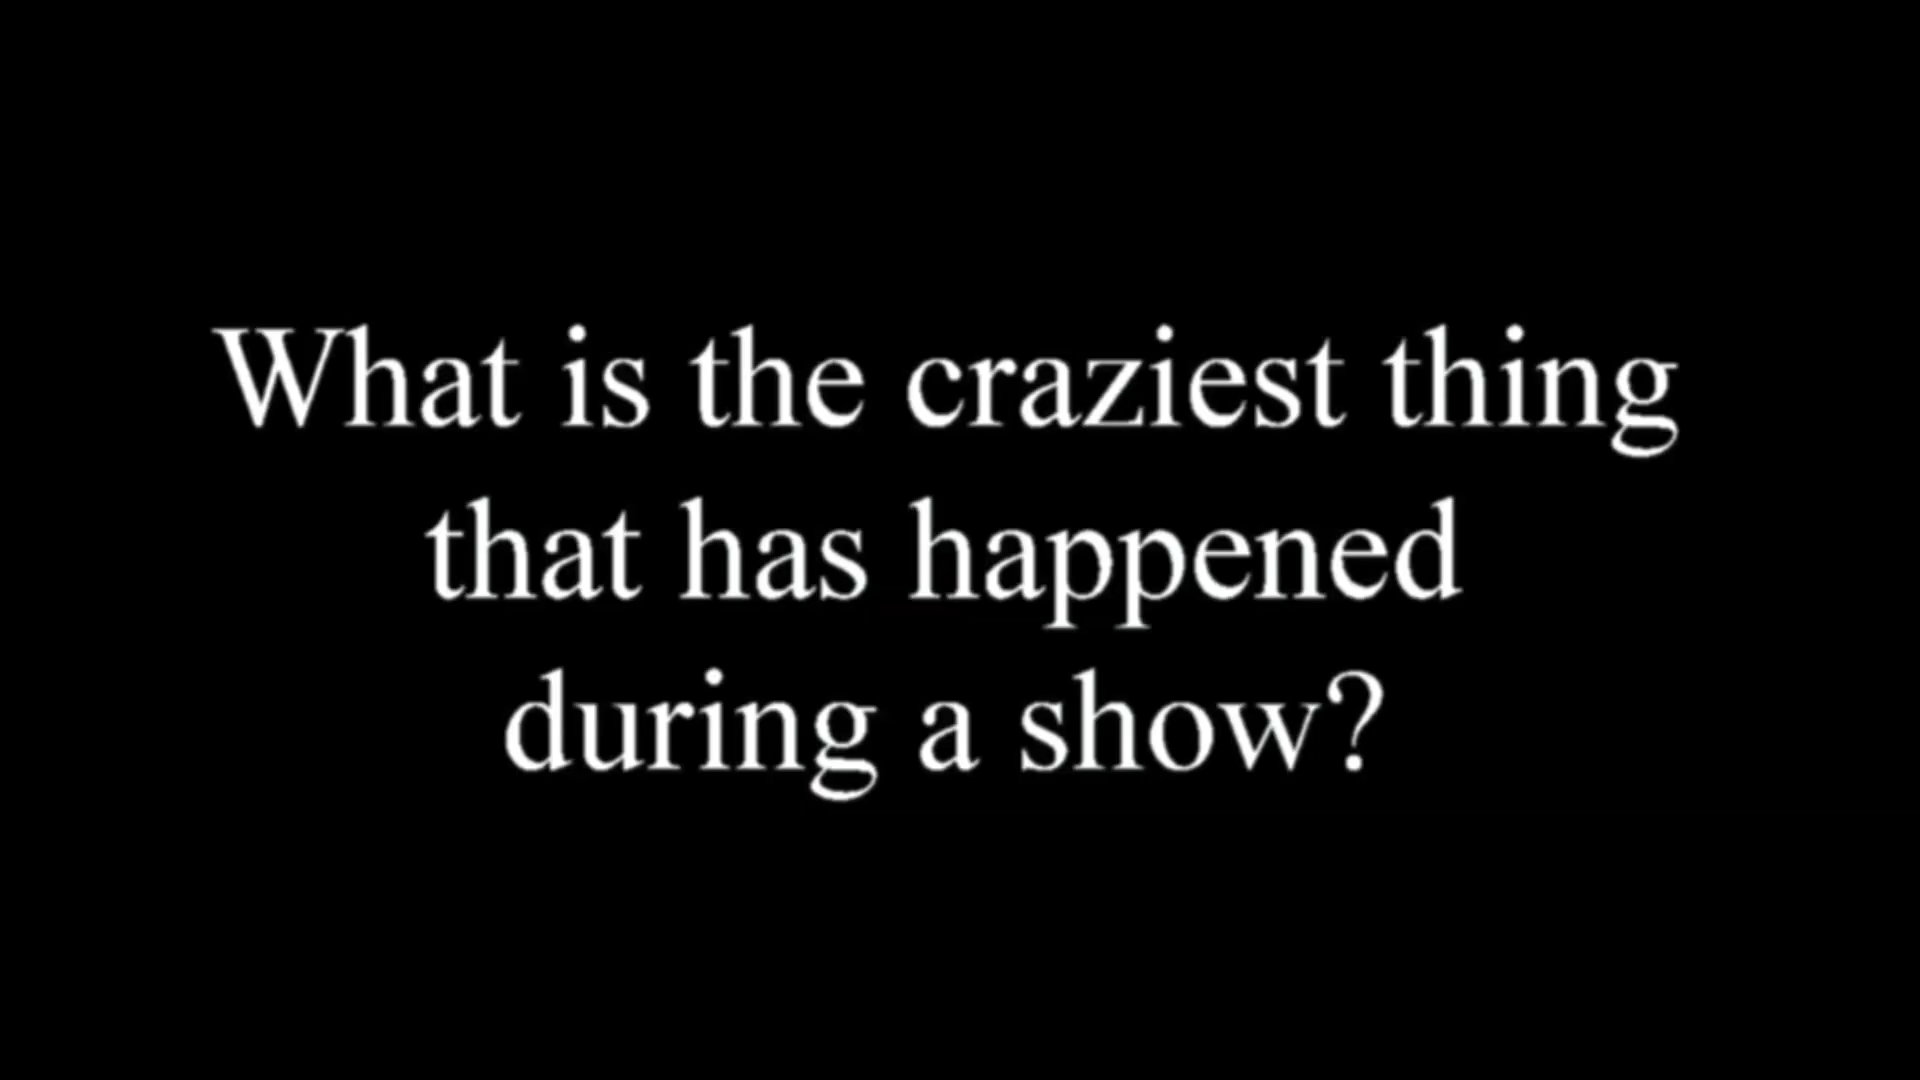 What is the craziest thing
that has happened
during a show?